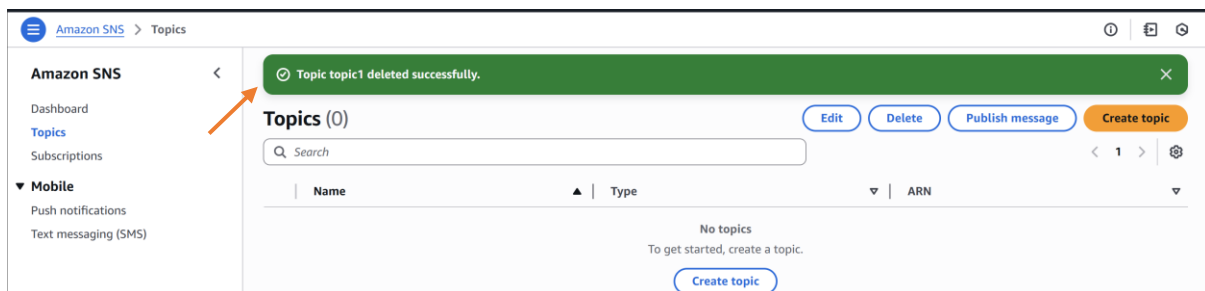 Amazon SNS > Topics
Amazon SNS
Dashboard
Topics
Subscriptions
Mobile
Push notifications
Text messaging (SMS)
Topic topic1 deleted successfully.
Topics (0)
Edit
Delete
Publish message
Create topic
Search
1
Name
Type
ARN
No topics
To get started, create a topic.
Create topic